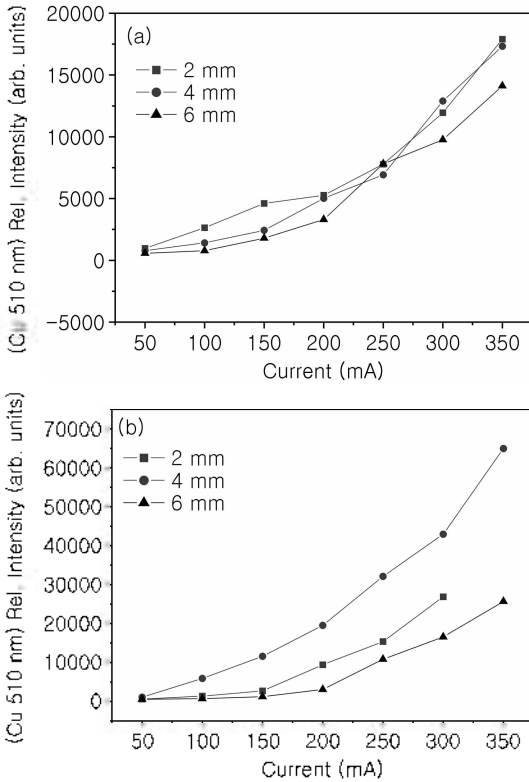 (a)
2 mm
4 mm
6 mm
20000
15000
10000
5000
0
-5000
50 100 150 200 250 300 350
Current (mA)
(Cu 510 nm) Rel. Intensity (arb. units)
(b)
2 mm
4 mm
6 mm
70000
60000
50000
40000
30000
20000
10000
0
50 100 150 200 250 300 350
Current (mA)
(Cu 510 nm) Rel. Intensity (arb. units)